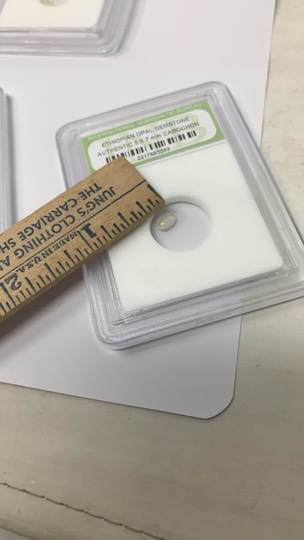 ETHIOPIAN OPAL GEMSTONE
AUTHENTIC 5 X 7 mm CABOCHON
JUNG'S CLOTHING
THE CARRIAGE
MADE IN U.S.A.
1
2